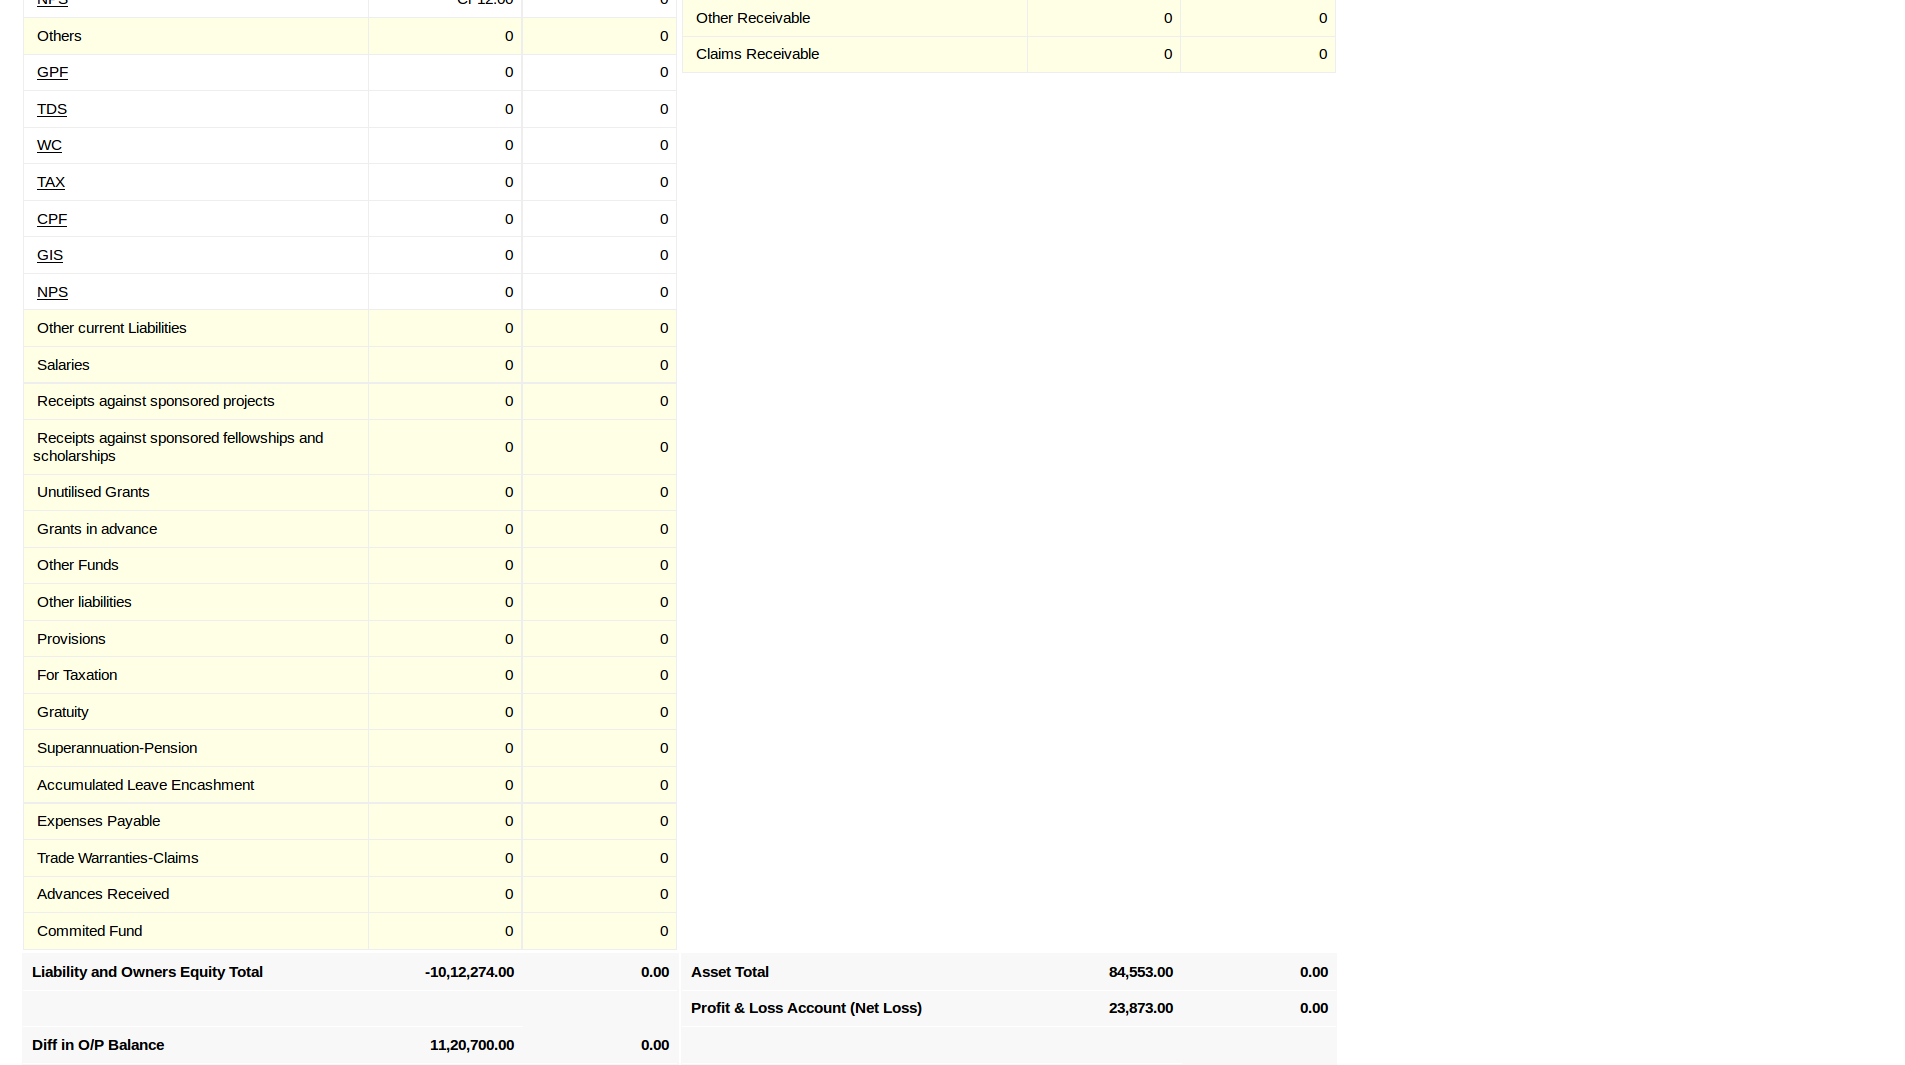 Others 0 0
GPF 0 0
TDS 0 0
WC 0 0
TAX 0 0
CPF 0 0
GIS 0 0
NPS 0 0
Other current Liabilities 0 0
Salaries 0 0
Receipts against sponsored projects 0 0
Receipts against sponsored fellowships and
scholarships 0 0
Unutilised Grants 0 0
Grants in advance 0 0
Other Funds 0 0
Other liabilities 0 0
Provisions 0 0
For Taxation 0 0
Gratuity 0 0
Superannuation-Pension 0 0
Accumulated Leave Encashment 0 0
Expenses Payable 0 0
Trade Warranties-Claims 0 0
Advances Received 0 0
Commited Fund 0 0
Other Receivable 0 0
Claims Receivable 0 0
Liability and Owners Equity Total -10,12,274.00 0.00 Asset Total 84,553.00 0.00
Profit & Loss Account (Net Loss) 23,873.00 0.00
Diff in O/P Balance 11,20,700.00 0.00